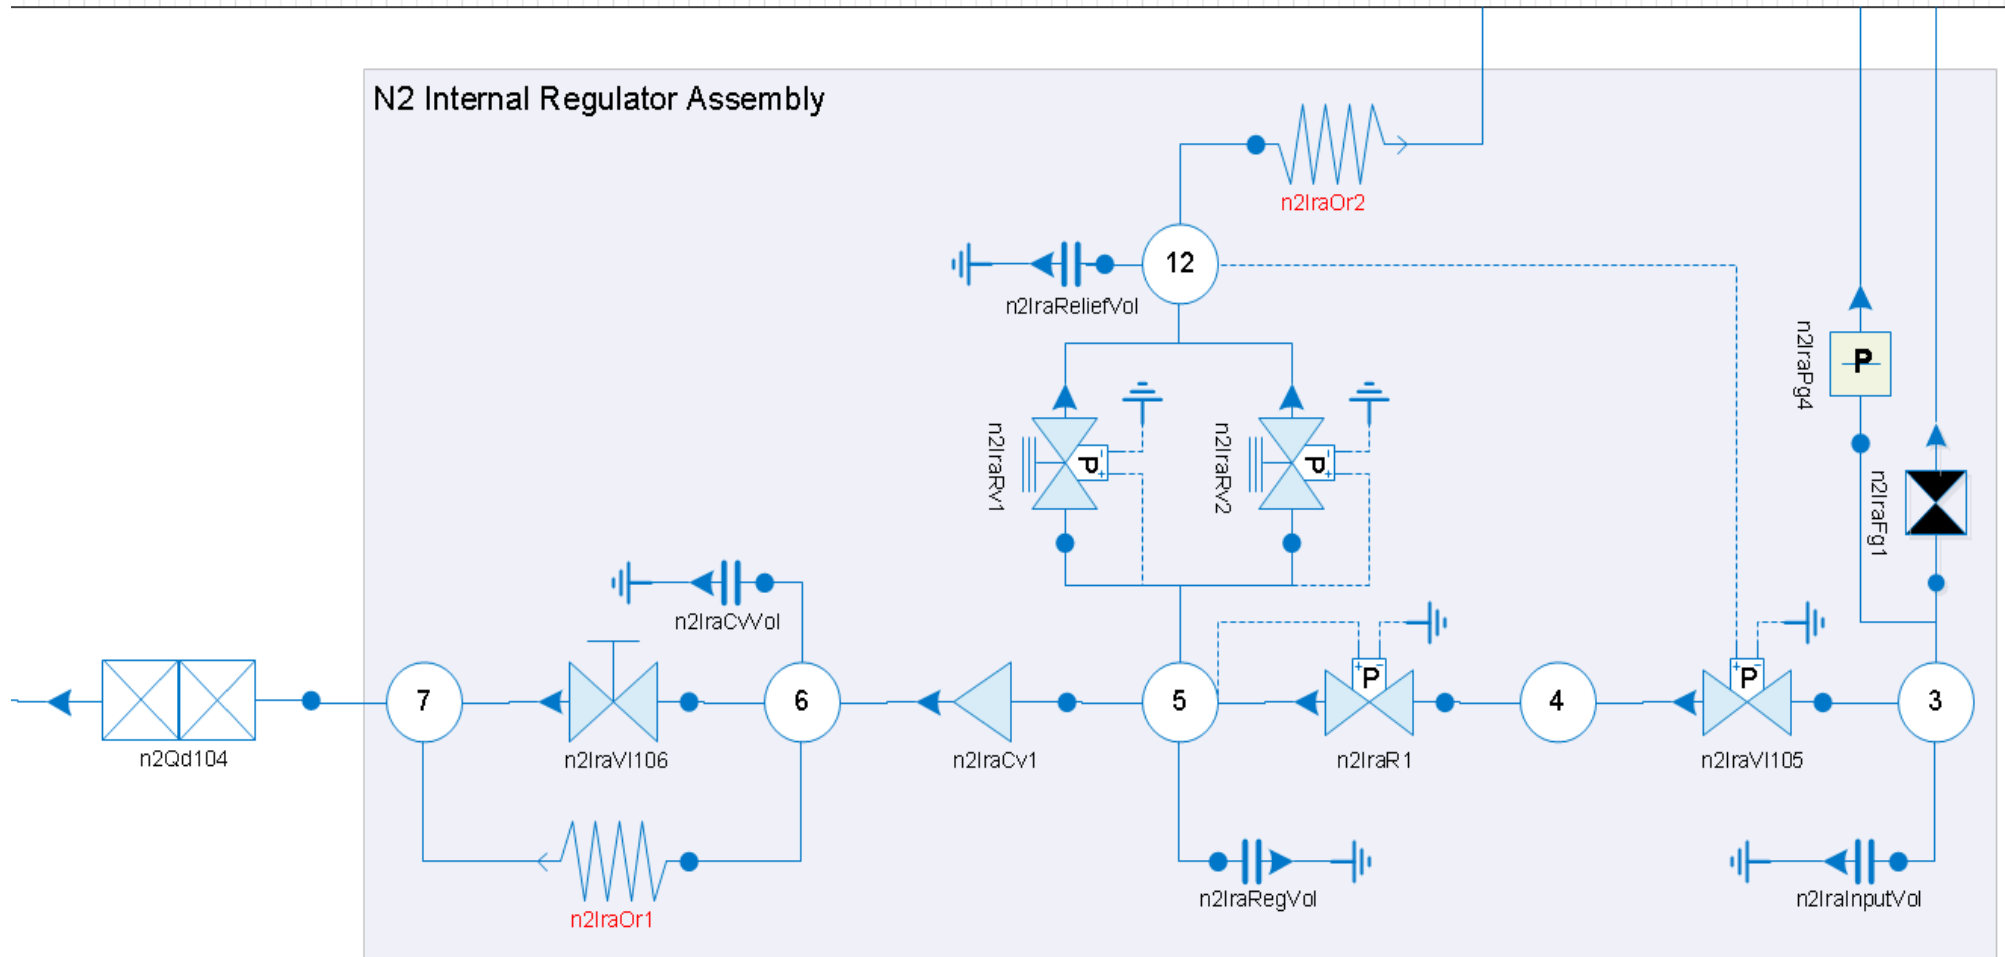 N2 Internal Regulator Assembly
n2IraOr2
12
n2IraReliefVol
n2IraPg4
P
n2IraRv1
P
- +
n2IraRv2
P
- +
n2IraFg1
n2IraCvVol
P
+ -
P
+ -
7
6
5
4
3
n2Qd104
n2IraVl106
n2IraCv1
n2IraR1
n2IraVl105
n2IraOr1
n2IraRegVol
n2IraInputVol